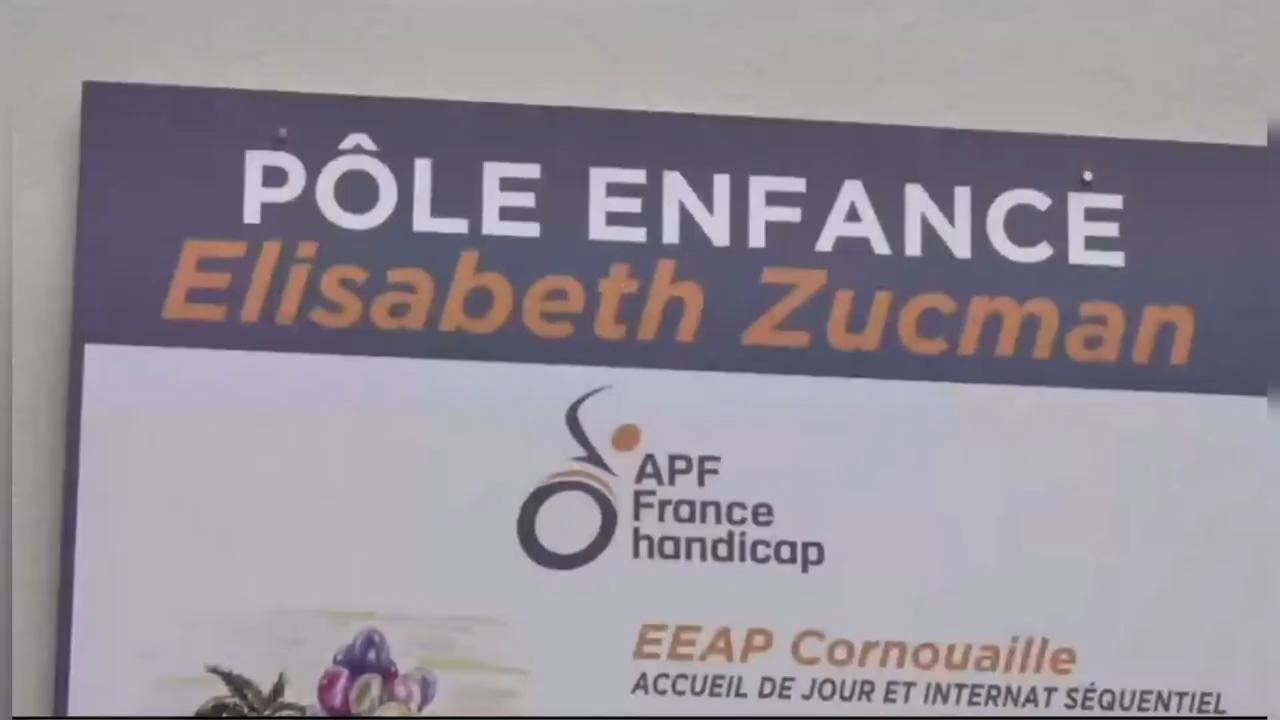 PÔLE ENFANCE
Elisabeth Zucman
APF
France
handicap
EEAP Cornouaille
ACCUEIL DE JOUR ET INTERNAT SÉQUENTIEL